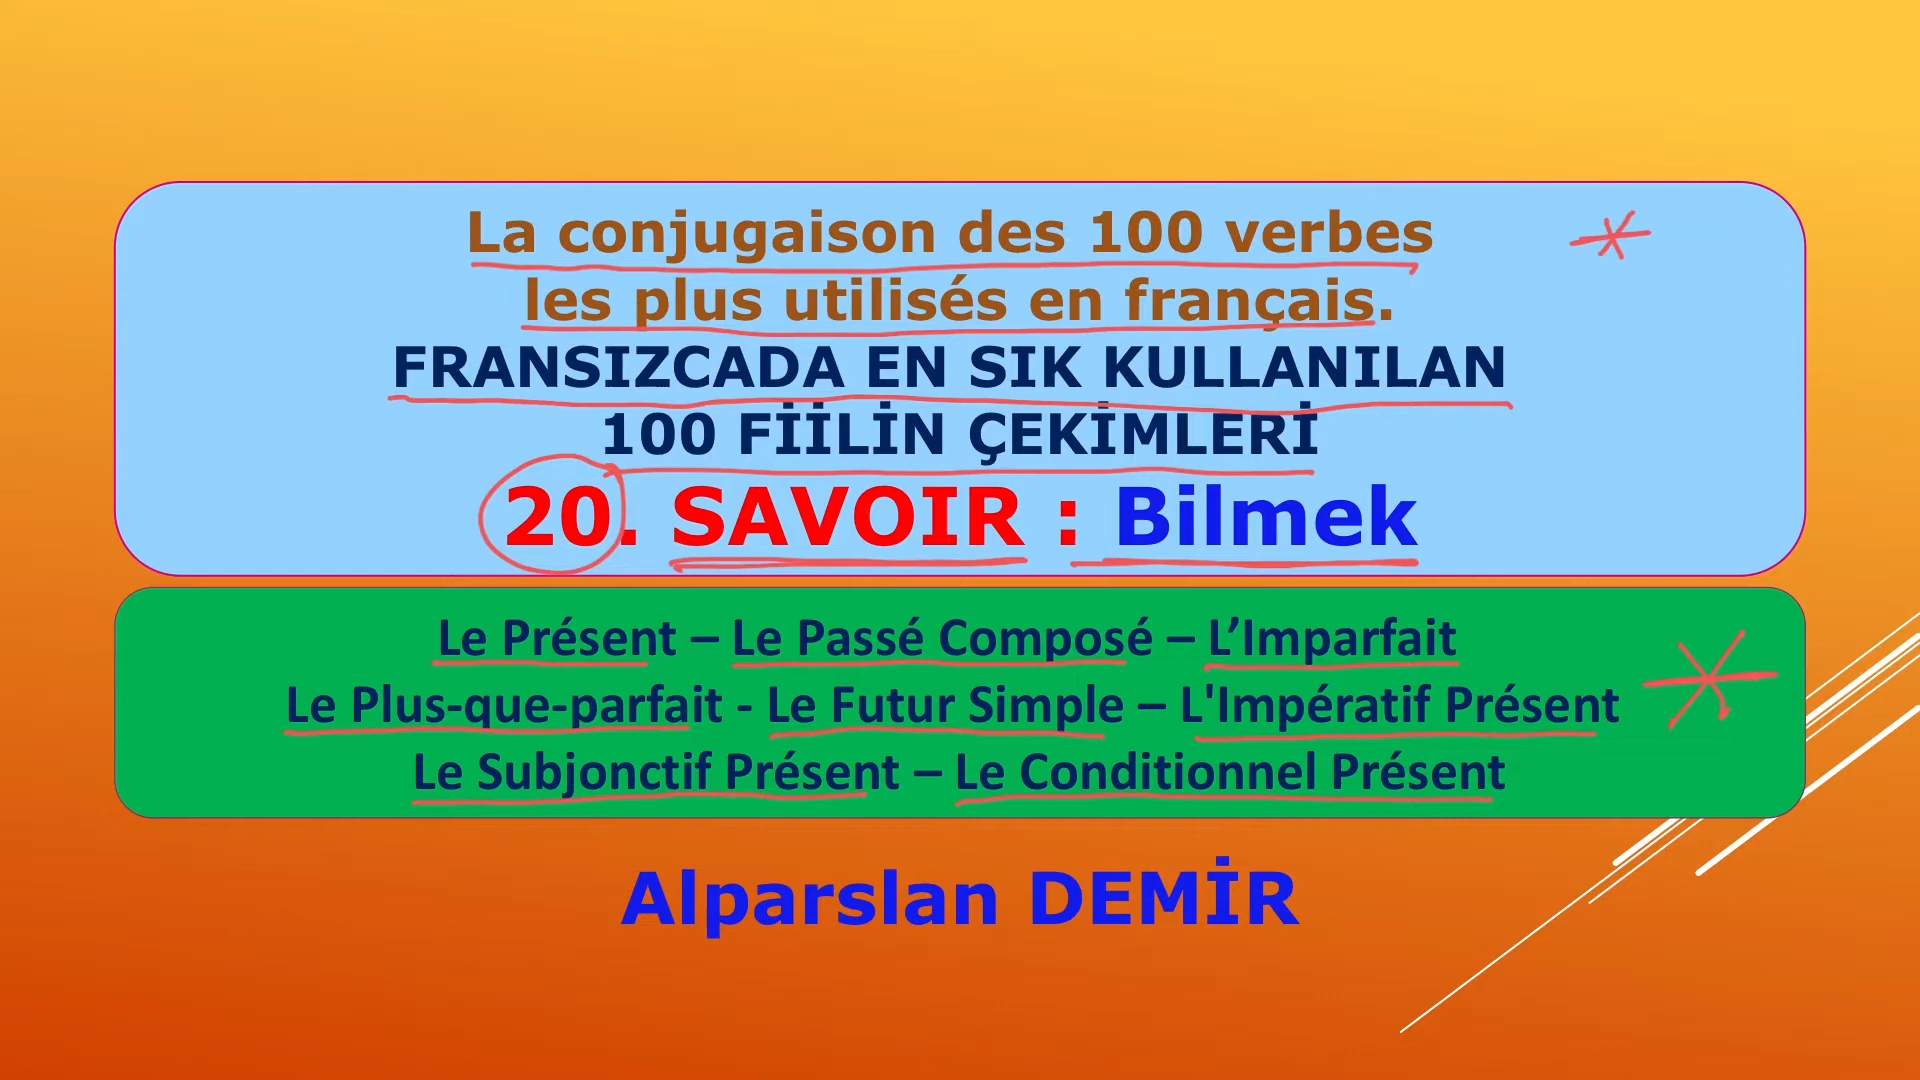 La conjugaison des 100 verbes
les plus utilisés en français.
FRANSIZCADA EN SIK KULLANILAN
100 FİİLİN ÇEKİMLERİ
20. SAVOIR : Bilmek
Le Présent – Le Passé Composé – L’Imparfait
Le Plus-que-parfait - Le Futur Simple – L'Impératif Présent
Le Subjonctif Présent – Le Conditionnel Présent
Alparslan DEMİR